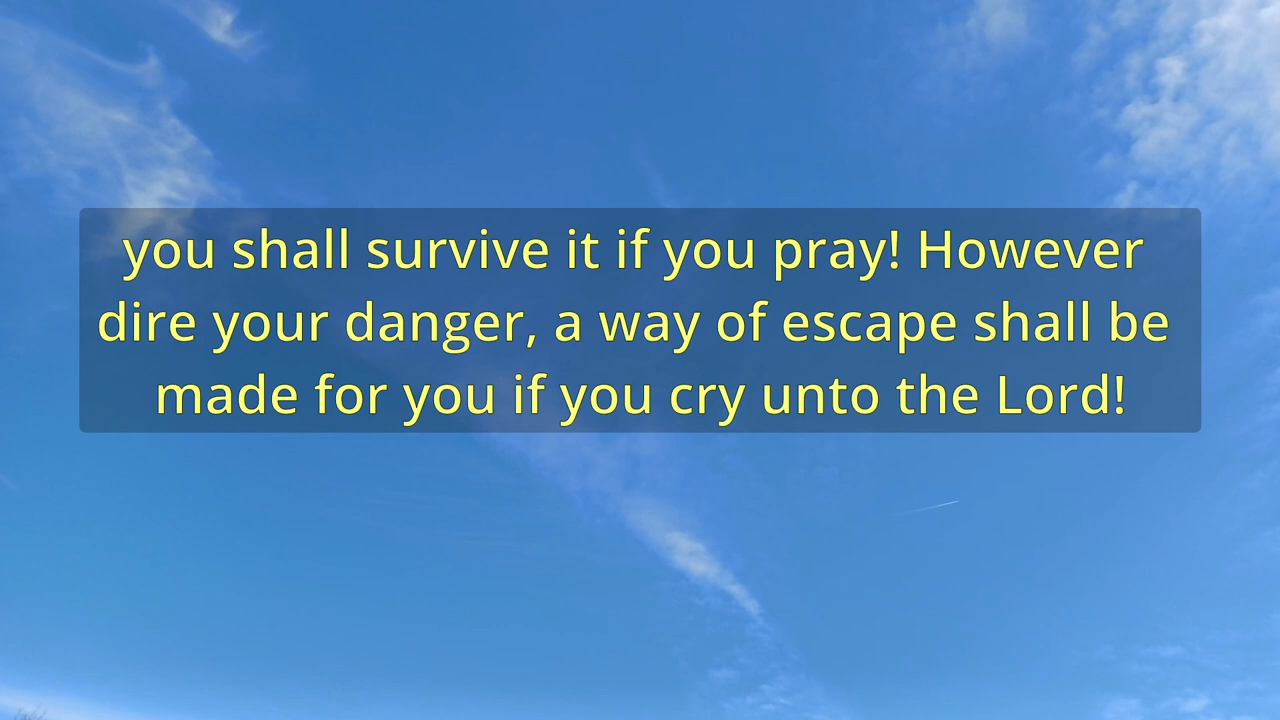 you shall survive it if you pray! However
dire your danger, a way of escape shall be
made for you if you cry unto the Lord!